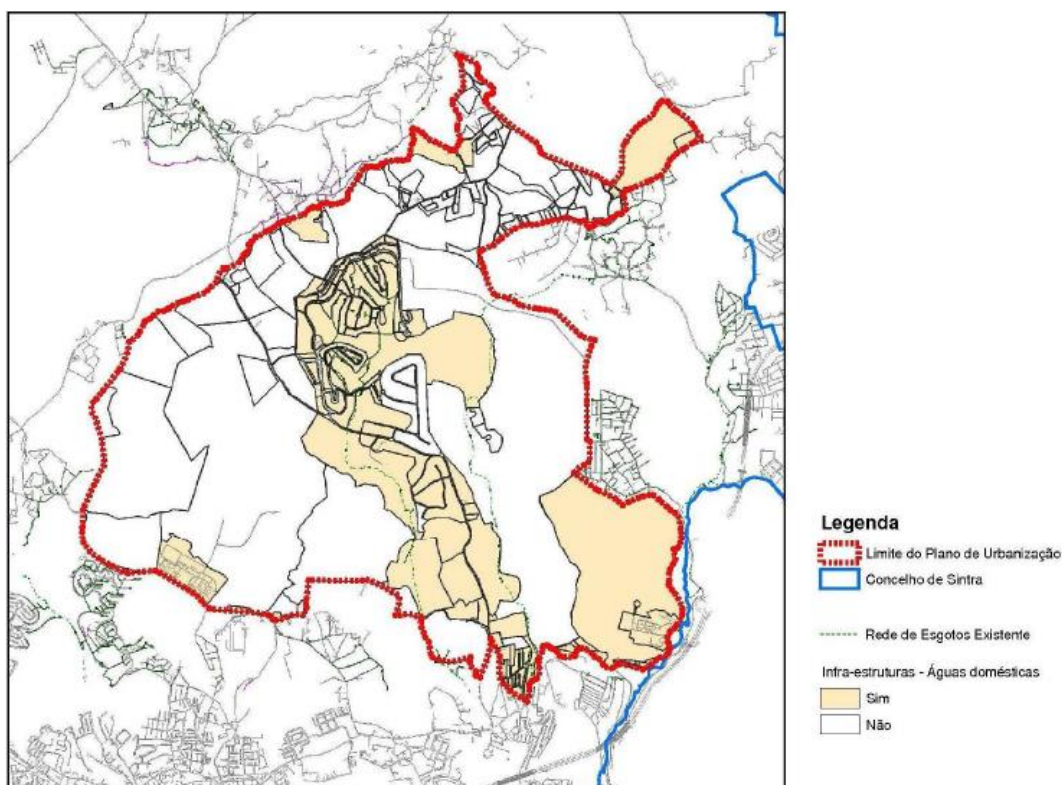 Legenda
Limite do Plano de Urbanização
Concelho de Sintra
Rede de Esgotos Existente
Infra-estruturas - Águas domésticas
Sim
Não